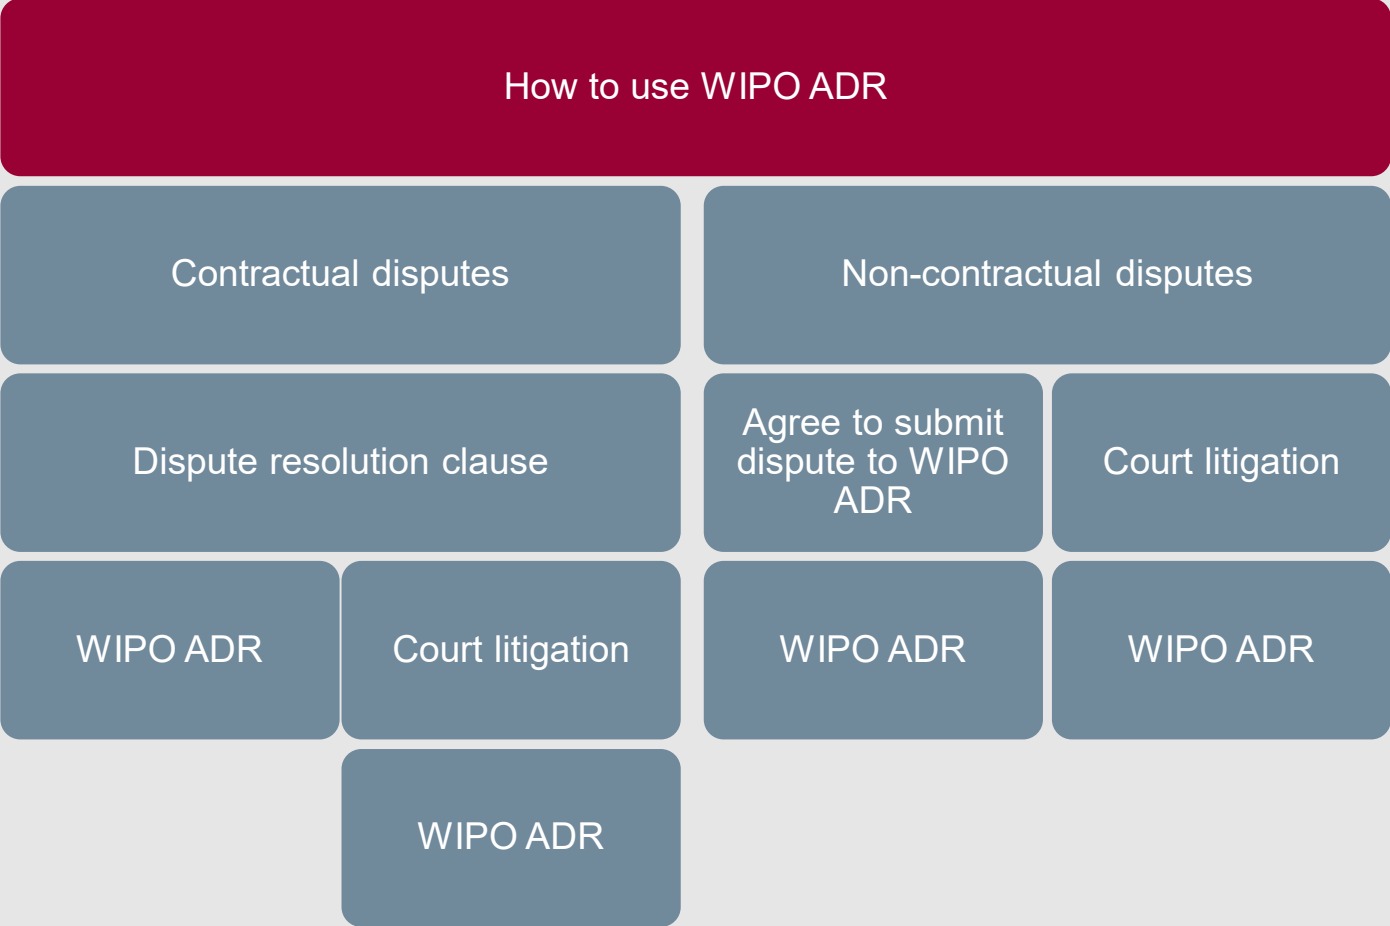 How to use WIPO ADR
Contractual disputes
Non-contractual disputes
Dispute resolution clause
Agree to submit
dispute to WIPO
ADR
Court litigation
WIPO ADR
Court litigation
WIPO ADR
WIPO ADR
WIPO ADR